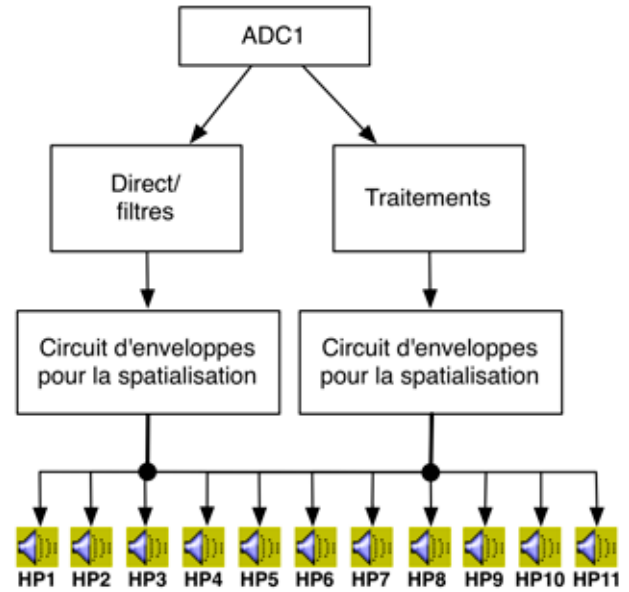 ADC1
Direct/
filtres
Traitements
Circuit d'enveloppes
pour la spatialisation
Circuit d'enveloppes
pour la spatialisation
HP1 HP2 HP3 HP4 HP5 HP6 HP7 HP8 HP9 HP10 HP11